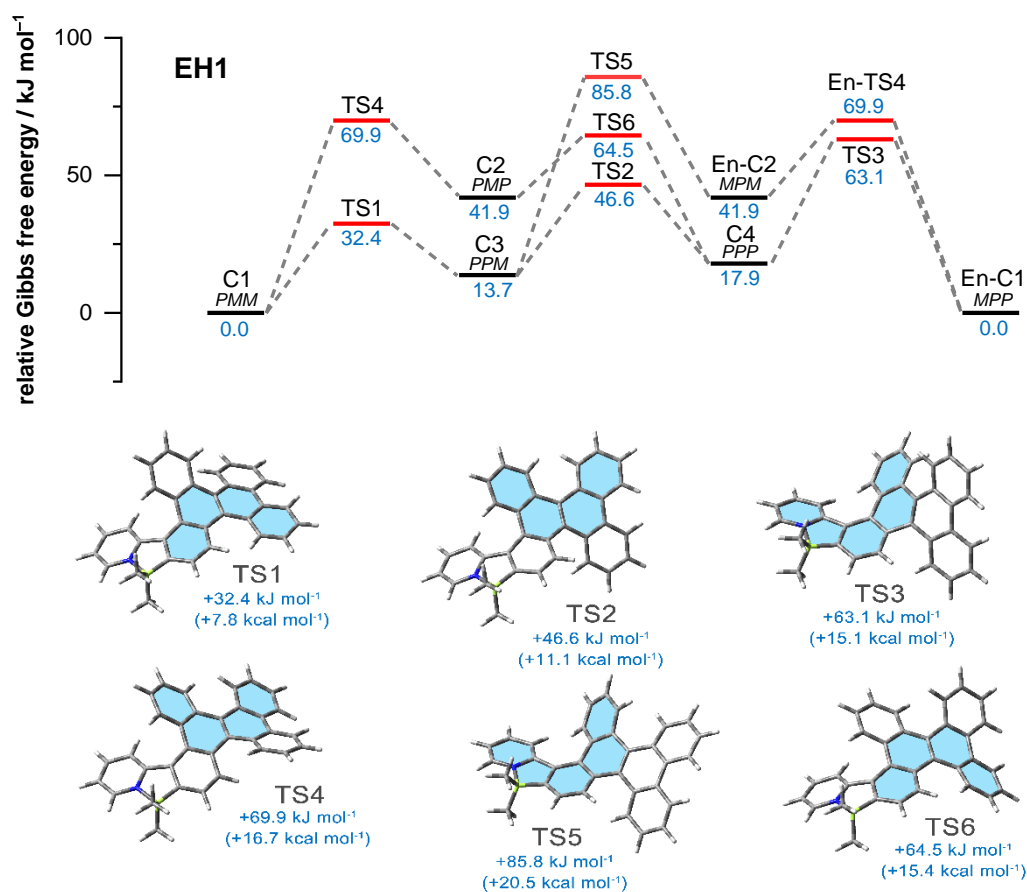 relative Gibbs free energy / kJ mol⁻¹
100
50
0
EH1
TS4
69.9
TS1
32.4
C1
PMM
0.0
C2
PMP
41.9
C3
PPM
13.7
TS5
85.8
TS6
64.5
TS2
46.6
En-C2
MPM
41.9
C4
PPP
17.9
En-TS4
69.9
TS3
63.1
En-C1
MPP
0.0
TS1
+32.4 kJ mol⁻¹
(+7.8 kcal mol⁻¹)
TS2
+46.6 kJ mol⁻¹
(+11.1 kcal mol⁻¹)
TS3
+63.1 kJ mol⁻¹
(+15.1 kcal mol⁻¹)
TS4
+69.9 kJ mol⁻¹
(+16.7 kcal mol⁻¹)
TS5
+85.8 kJ mol⁻¹
(+20.5 kcal mol⁻¹)
TS6
+64.5 kJ mol⁻¹
(+15.4 kcal mol⁻¹)